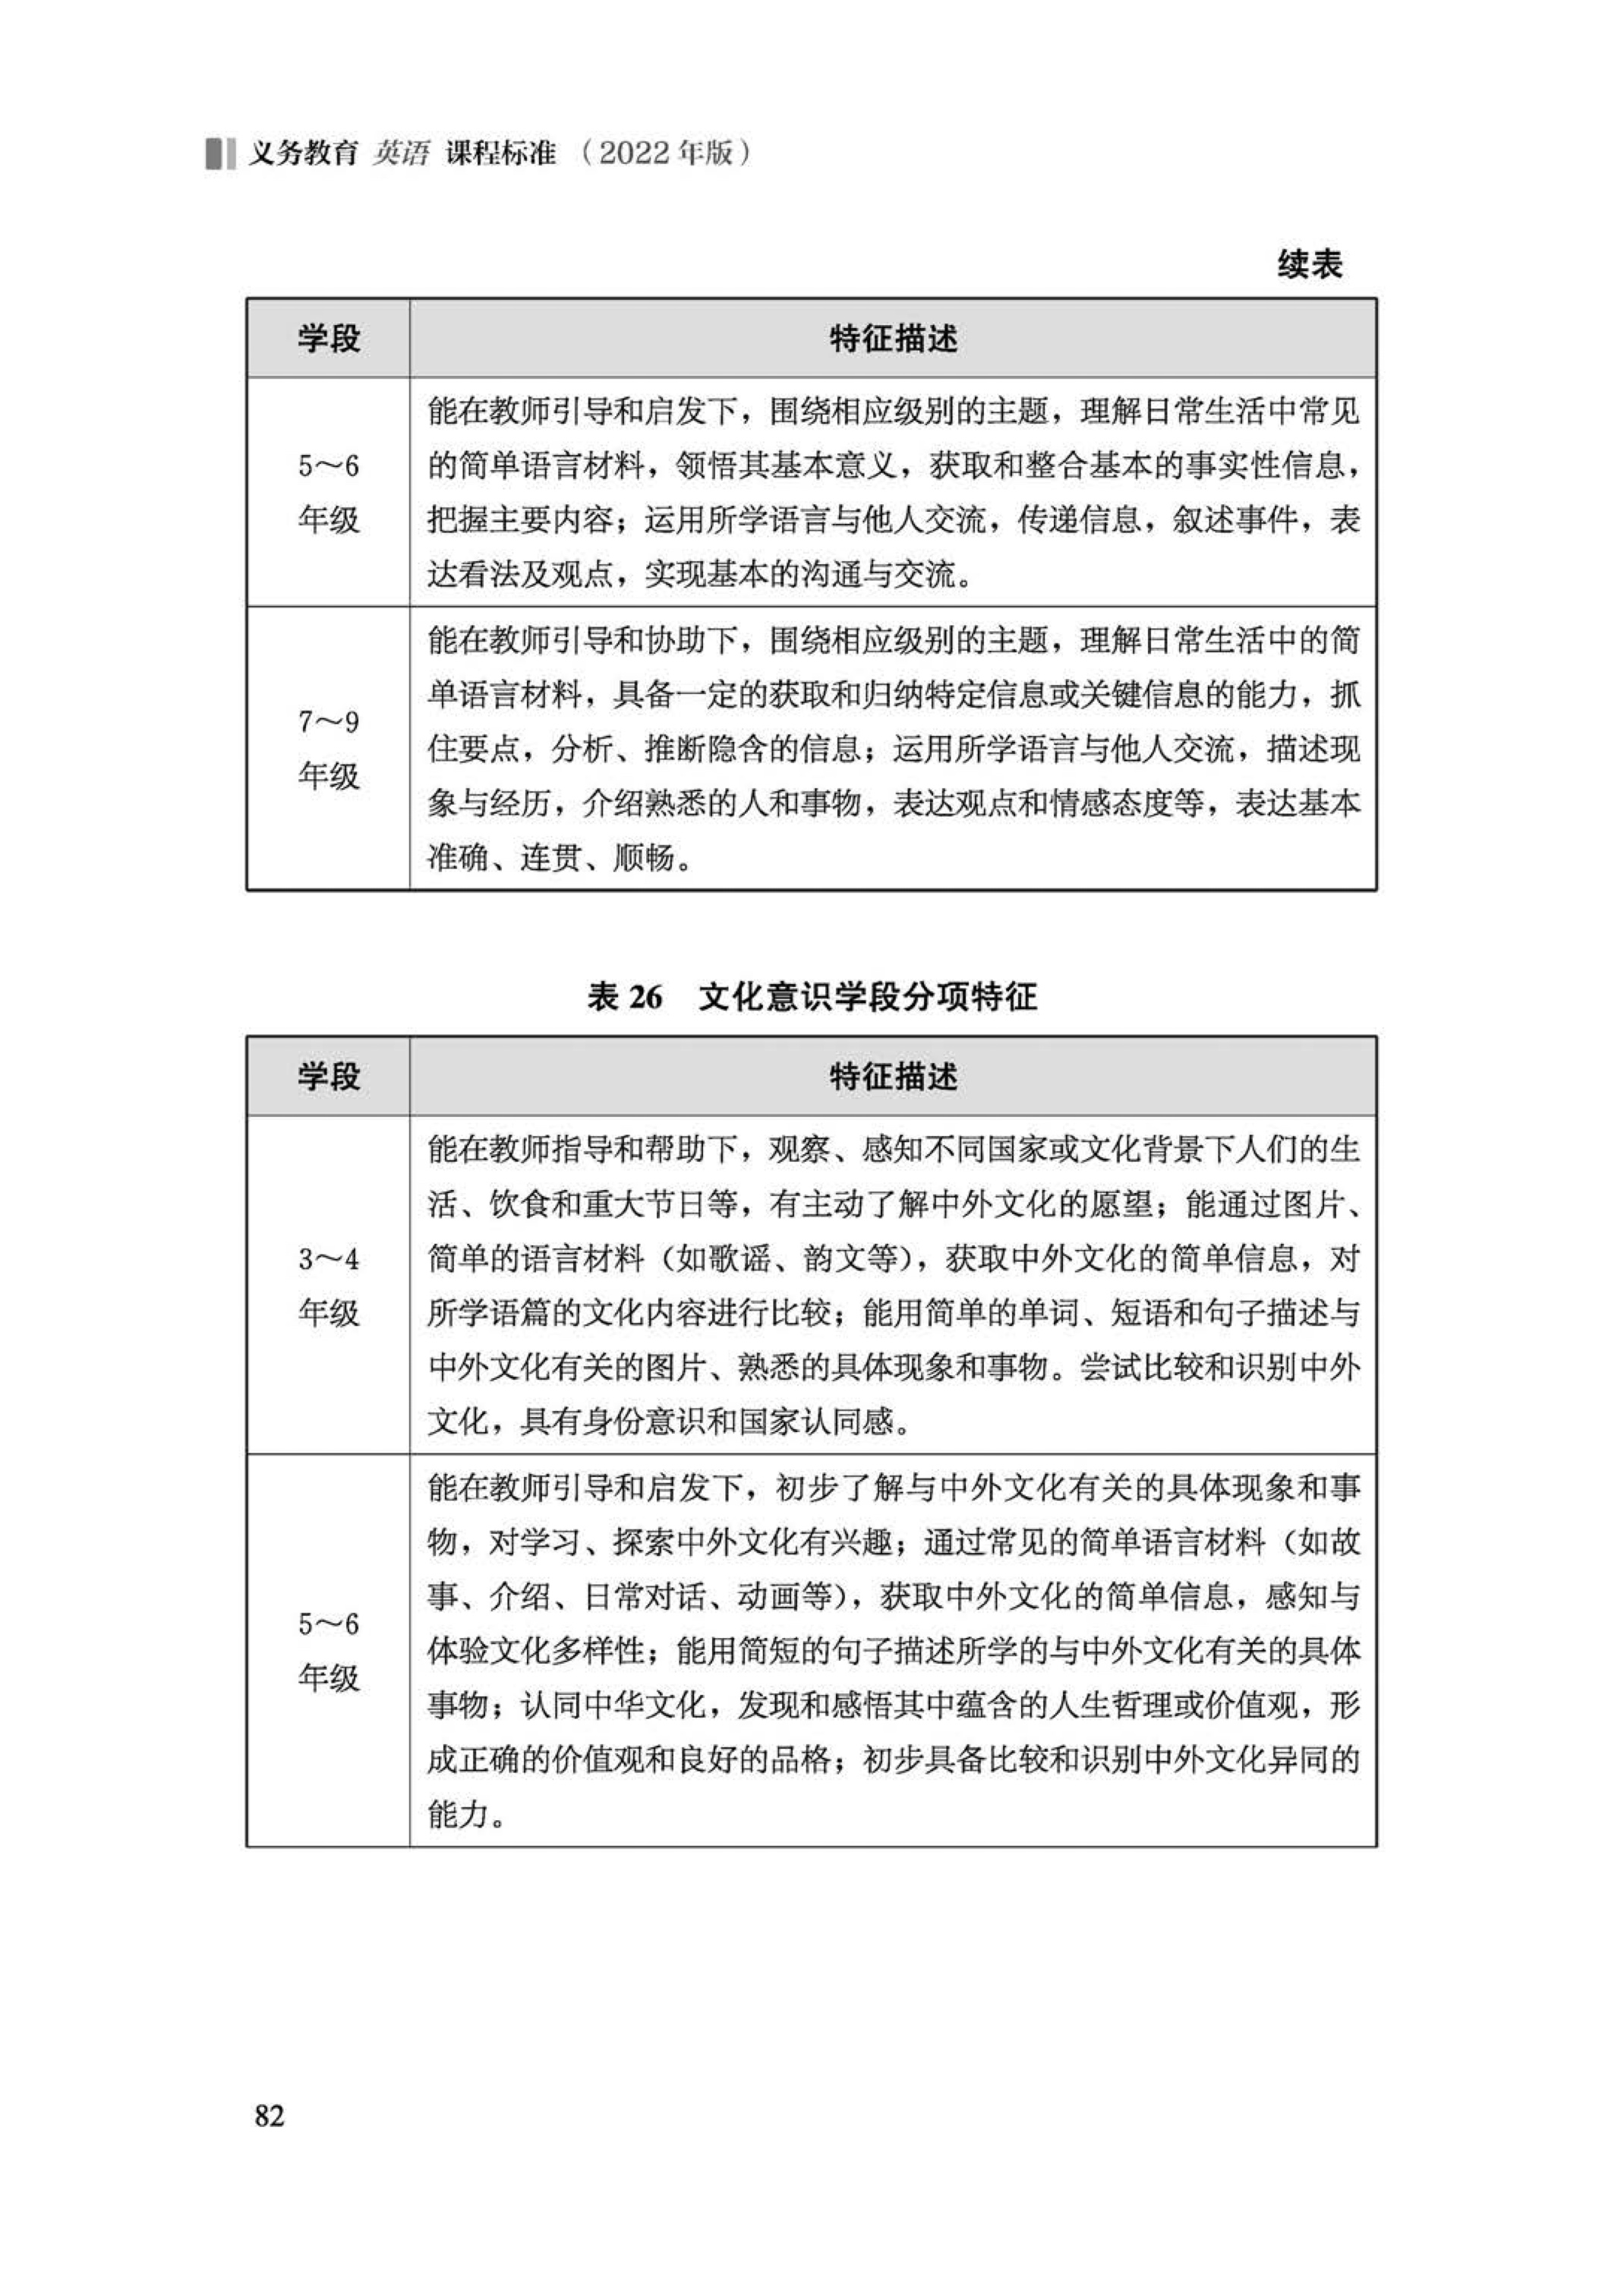 义务教育 英语 课程标准（2022年版）
续表
学段 特征描述
5～6
年级
能在教师引导和启发下，围绕相应级别的主题，理解日常生活中常见
的简单语言材料，领悟其基本意义，获取和整合基本的事实性信息，
把握主要内容；运用所学语言与他人交流，传递信息，叙述事件，表
达看法及观点，实现基本的沟通与交流。
7～9
年级
能在教师引导和协助下，围绕相应级别的主题，理解日常生活中的简
单语言材料，具备一定的获取和归纳特定信息或关键信息的能力，抓
住要点，分析、推断隐含的信息；运用所学语言与他人交流，描述现
象与经历，介绍熟悉的人和事物，表达观点和情感态度等，表达基本
准确、连贯、顺畅。
表 26 文化意识学段分项特征
学段 特征描述
3～4
年级
能在教师指导和帮助下，观察、感知不同国家或文化背景下人们的生
活、饮食和重大节日等，有主动了解中外文化的愿望；能通过图片、
简单的语言材料（如歌谣、韵文等），获取中外文化的简单信息，对
所学语篇的文化内容进行比较；能用简单的单词、短语和句子描述与
中外文化有关的图片、熟悉的具体现象和事物。尝试比较和识别中外
文化，具有身份意识和国家认同感。
5～6
年级
能在教师引导和启发下，初步了解与中外文化有关的具体现象和事
物，对学习、探索中外文化有兴趣；通过常见的简单语言材料（如故
事、介绍、日常对话、动画等），获取中外文化的简单信息，感知与
体验文化多样性；能用简短的句子描述所学的与中外文化有关的具体
事物；认同中华文化，发现和感悟其中蕴含的人生哲理或价值观，形
成正确的价值观和良好的品格；初步具备比较和识别中外文化异同的
能力。
82